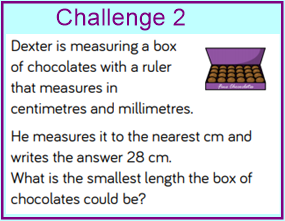 Challenge 2
Dexter is measuring a box
of chocolates with a ruler
that measures in
centimetres and millimetres.
He measures it to the nearest cm and
writes the answer 28 cm.
What is the smallest length the box of
chocolates could be?